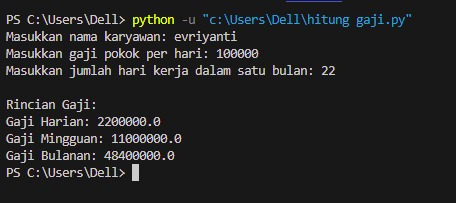 PS C:\Users\Dell> python -u "c:\Users\Dell\hitung gaji.py"
Masukkan nama karyawan: evriyanti
Masukkan gaji pokok per hari: 100000
Masukkan jumlah hari kerja dalam satu bulan: 22
Rincian Gaji:
Gaji Harian: 2200000.0
Gaji Mingguan: 11000000.0
Gaji Bulanan: 48400000.0
PS C:\Users\Dell>